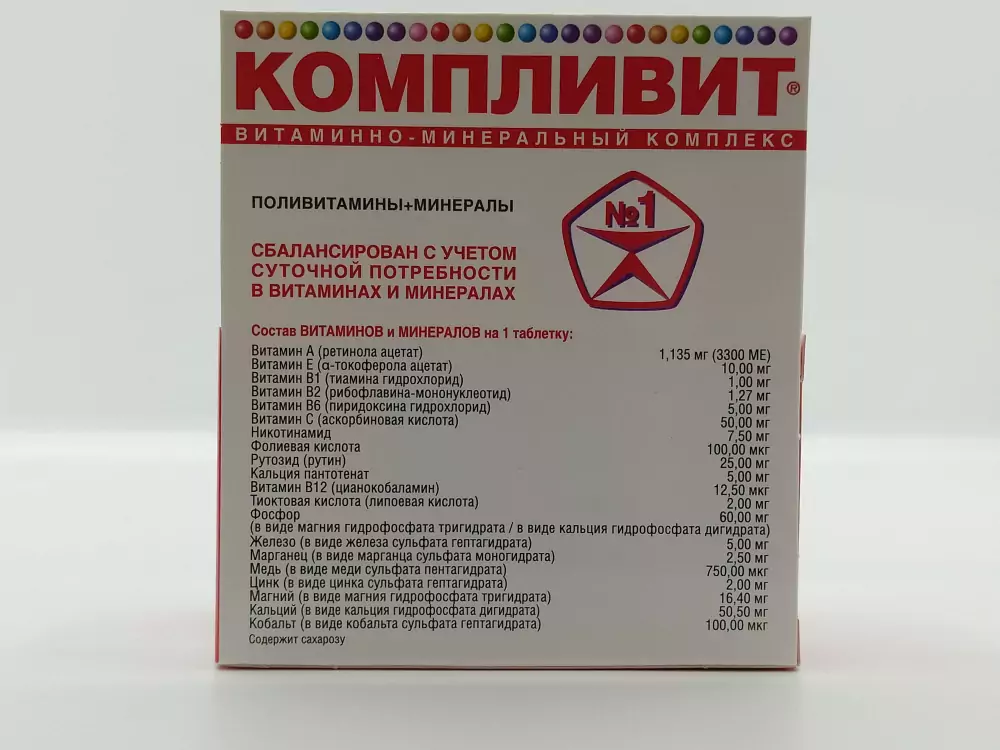 КОМПЛИВИТ®
ВИТАМИННО-МИНЕРАЛЬНЫЙ КОМПЛЕКС
ПОЛИВИТАМИНЫ+МИНЕРАЛЫ
№1
СБАЛАНСИРОВАН С УЧЕТОМ
СУТОЧНОЙ ПОТРЕБНОСТИ
В ВИТАМИНАХ И МИНЕРАЛАХ
Состав ВИТАМИНОВ и МИНЕРАЛОВ на 1 таблетку:
Витамин А (ретинола ацетат) 1,135 мг (3300 МЕ)
Витамин Е (α-токоферола ацетат) 10,00 мг
Витамин В1 (тиамина гидрохлорид) 1,00 мг
Витамин В2 (рибофлавина-мононуклеотид) 1,27 мг
Витамин В6 (пиридоксина гидрохлорид) 5,00 мг
Витамин С (аскорбиновая кислота) 50,00 мг
Никотинамид 7,50 мг
Фолиевая кислота 100,00 мкг
Рутозид (рутин) 25,00 мг
Кальция пантотенат 5,00 мг
Витамин В12 (цианокобаламин) 12,50 мкг
Тиоктовая кислота (липоевая кислота) 2,00 мг
Фосфор 60,00 мг
(в виде магния гидрофосфата тригидрата / в виде кальция гидрофосфата дигидрата)
Железо (в виде железа сульфата гептагидрата) 5,00 мг
Марганец (в виде марганца сульфата моногидрата) 2,50 мг
Медь (в виде меди сульфата пентагидрата) 750,00 мкг
Цинк (в виде цинка сульфата гептагидрата) 2,00 мг
Магний (в виде магния гидрофосфата тригидрата) 16,40 мг
Кальций (в виде кальция гидрофосфата дигидрата) 50,50 мг
Кобальт (в виде кобальта сульфата гептагидрата) 100,00 мкг
Содержит сахарозу